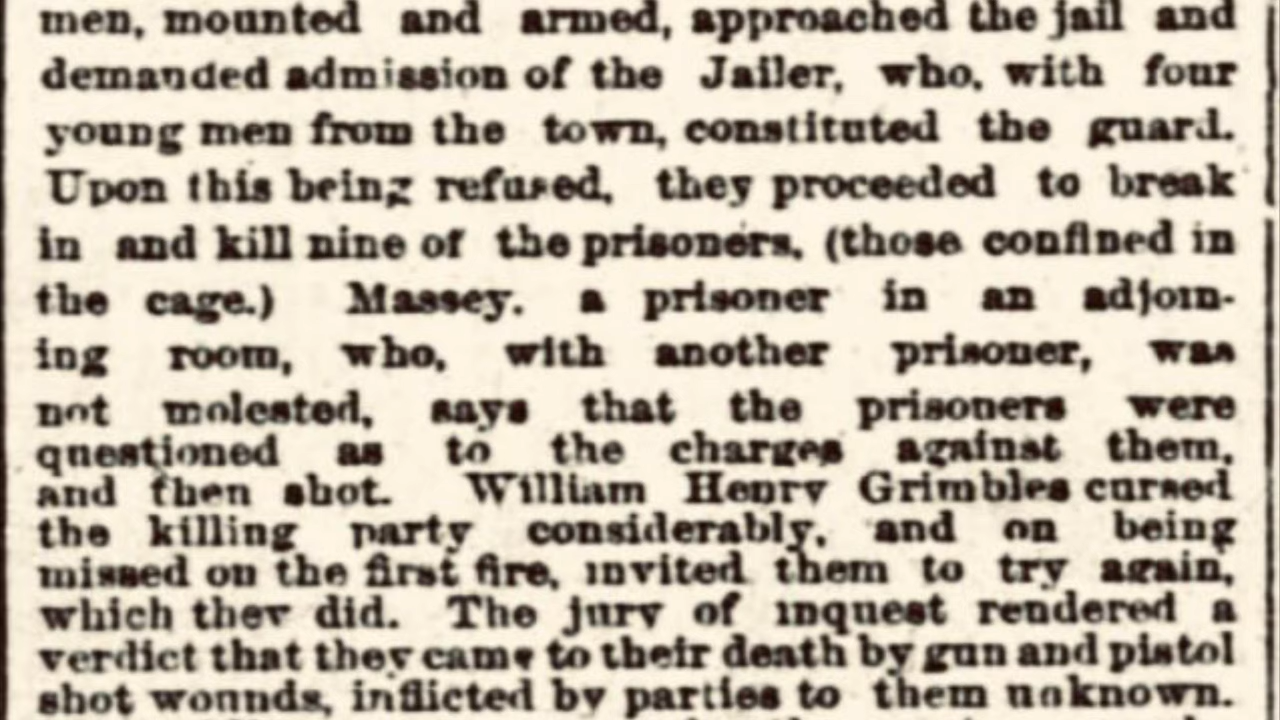 men, mounted and armed, approached the jail and
demanded admission of the Jailer, who, with four
young men from the town, constituted the guard.
Upon this being refused, they proceeded to break
in and kill nine of the prisoners, (those confined in
the cage.) Massey, a prisoner in an adjoin-
ing room, who, with another prisoner, was
not molested, says that the prisoners were
questioned as to the charges against them,
and then shot. William Henry Grimbles cursed
the killing party considerably, and on being
missed on the first fire, invited them to try again,
which they did. The jury of inquest rendered a
verdict that they came to their death by gun and pistol
shot wounds, inflicted by parties to them unknown.